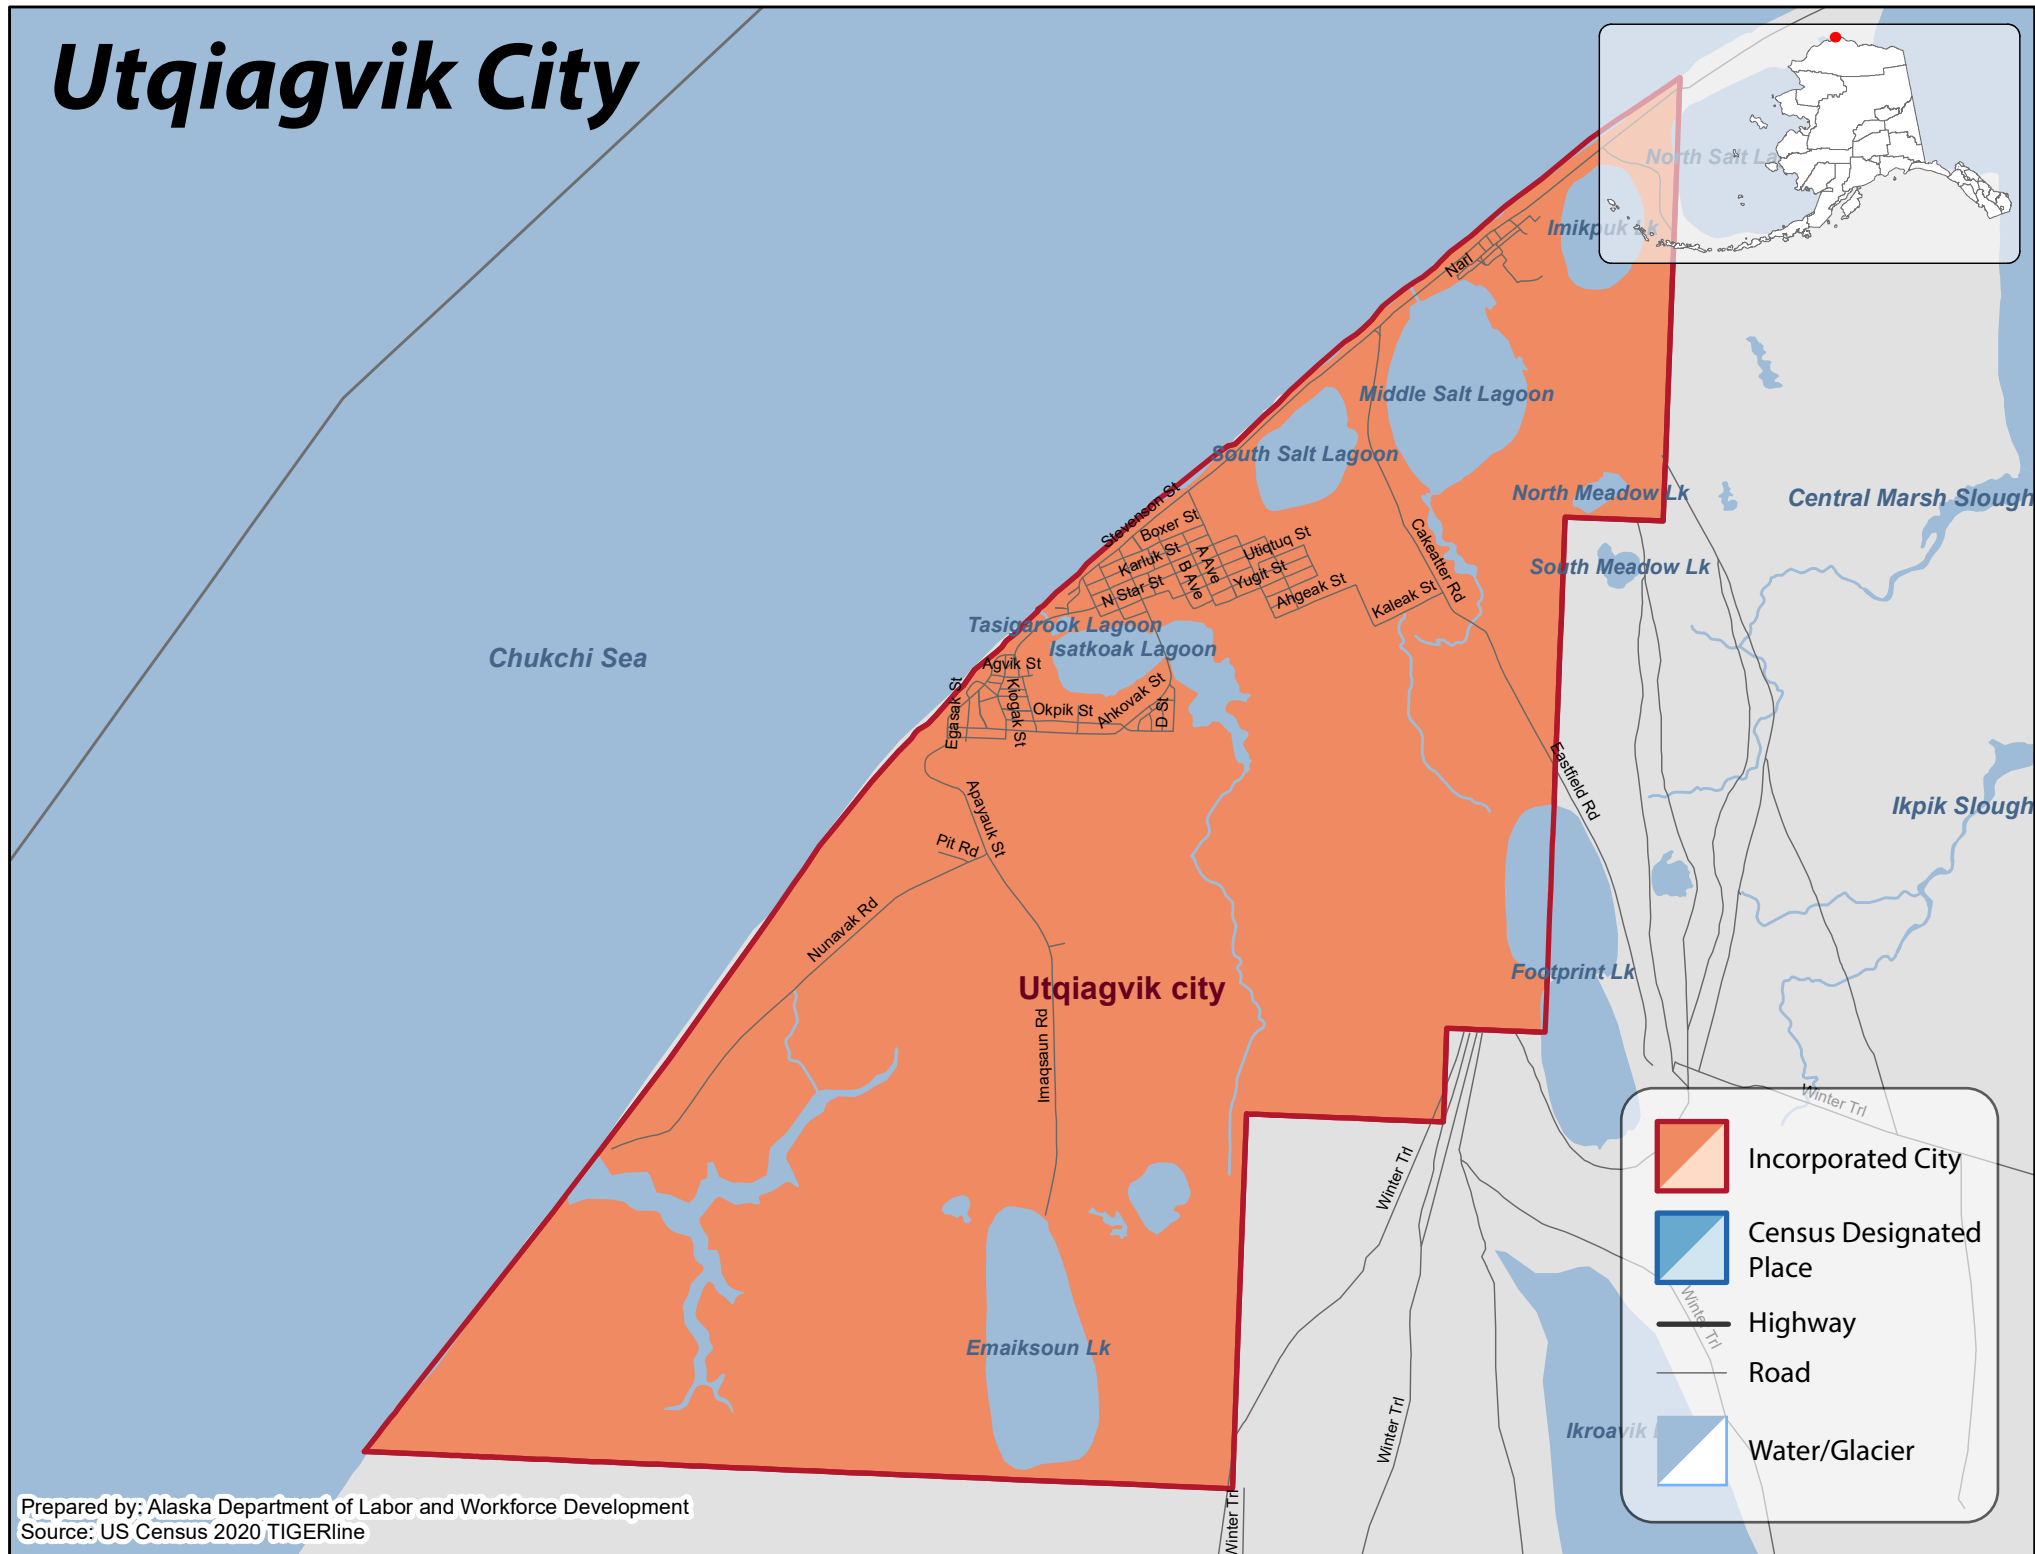 Utqiagvik City
North Salt La
Imikpuk Lk
Narl
Middle Salt Lagoon
South Salt Lagoon
North Meadow Lk
Central Marsh Slough
Stevenson St
Boxer St
Karluk St
A Ave
Utiqtuq St
Cakeatter Rd
South Meadow Lk
N Star St
B Ave
Yugit St
Ahgeak St
Kaleak St
Tasigarook Lagoon
Isatkoak Lagoon
Chukchi Sea
Agvik St
Egasak St
Kiogak St
Okpik St
Ahkovak St
D St
Eastfield Rd
Ikpik Slough
Apayauk St
Pit Rd
Nunavak Rd
Footprint Lk
Utqiagvik city
Imaqsaun Rd
Winter Trl
Winter Trl
Winter Trl
Emaiksoun Lk
Winter Trl
Ikroavik
Winter Trl
Incorporated City
Census Designated
Place
Highway
Road
Water/Glacier
Prepared by: Alaska Department of Labor and Workforce Development
Source: US Census 2020 TIGERline